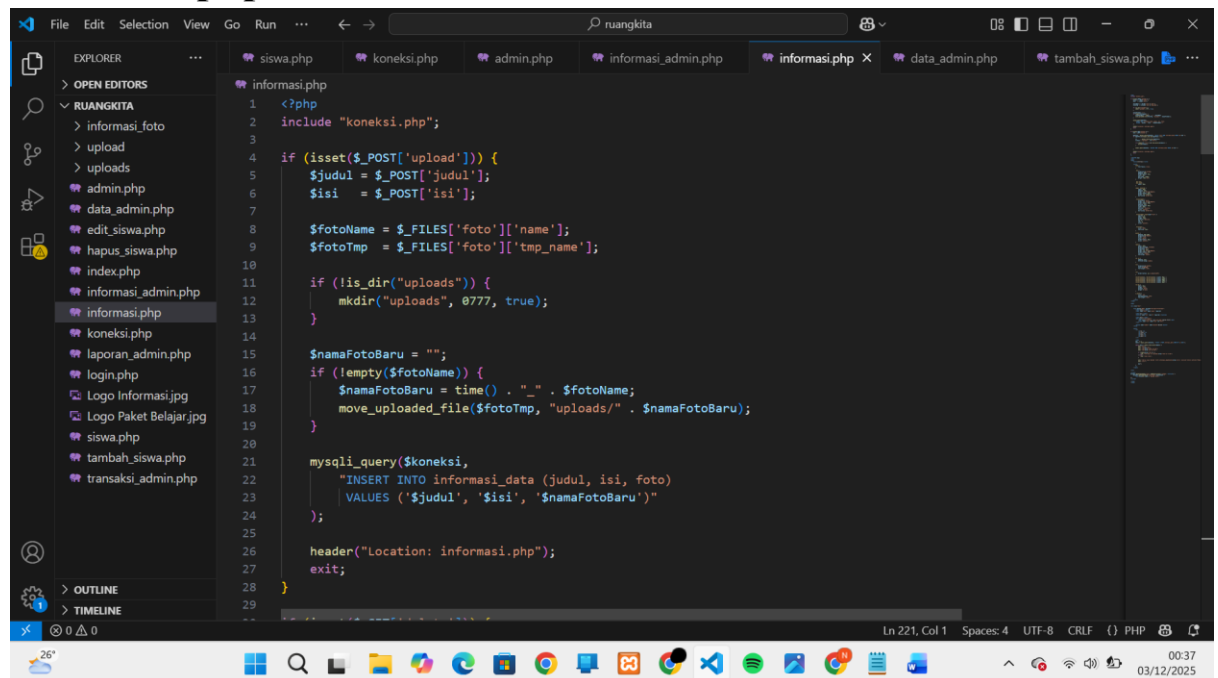 File Edit Selection View Go Run ··· ruangkita
EXPLORER ···
OPEN EDITORS
RUANGKITA
informasi_foto
upload
uploads
admin.php
data_admin.php
edit_siswa.php
hapus_siswa.php
index.php
informasi_admin.php
informasi.php
koneksi.php
laporan_admin.php
login.php
Logo Informasi.jpg
Logo Paket Belajar.jpg
siswa.php
tambah_siswa.php
transaksi_admin.php
OUTLINE
TIMELINE
siswa.php koneksi.php admin.php informasi_admin.php informasi.php data_admin.php tambah_siswa.php ···
informasi.php
1 <?php
2 include "koneksi.php";
3
4 if (isset($_POST['upload'])) {
5 $judul = $_POST['judul'];
6 $isi = $_POST['isi'];
7
8 $fotoName = $_FILES['foto']['name'];
9 $fotoTmp = $_FILES['foto']['tmp_name'];
10
11 if (!is_dir("uploads")) {
12 mkdir("uploads", 0777, true);
13 }
14
15 $namaFotoBaru = "";
16 if (!empty($fotoName)) {
17 $namaFotoBaru = time() . "_" . $fotoName;
18 move_uploaded_file($fotoTmp, "uploads/" . $namaFotoBaru);
19 }
20
21 mysqli_query($koneksi,
22 "INSERT INTO informasi_data (judul, isi, foto)
23 VALUES ('$judul', '$isi', '$namaFotoBaru')"
24 );
25
26 header("Location: informasi.php");
27 exit;
28 }
29
0 0 Ln 221, Col 1 Spaces: 4 UTF-8 CRLF {} PHP
26° 00:37
03/12/2025